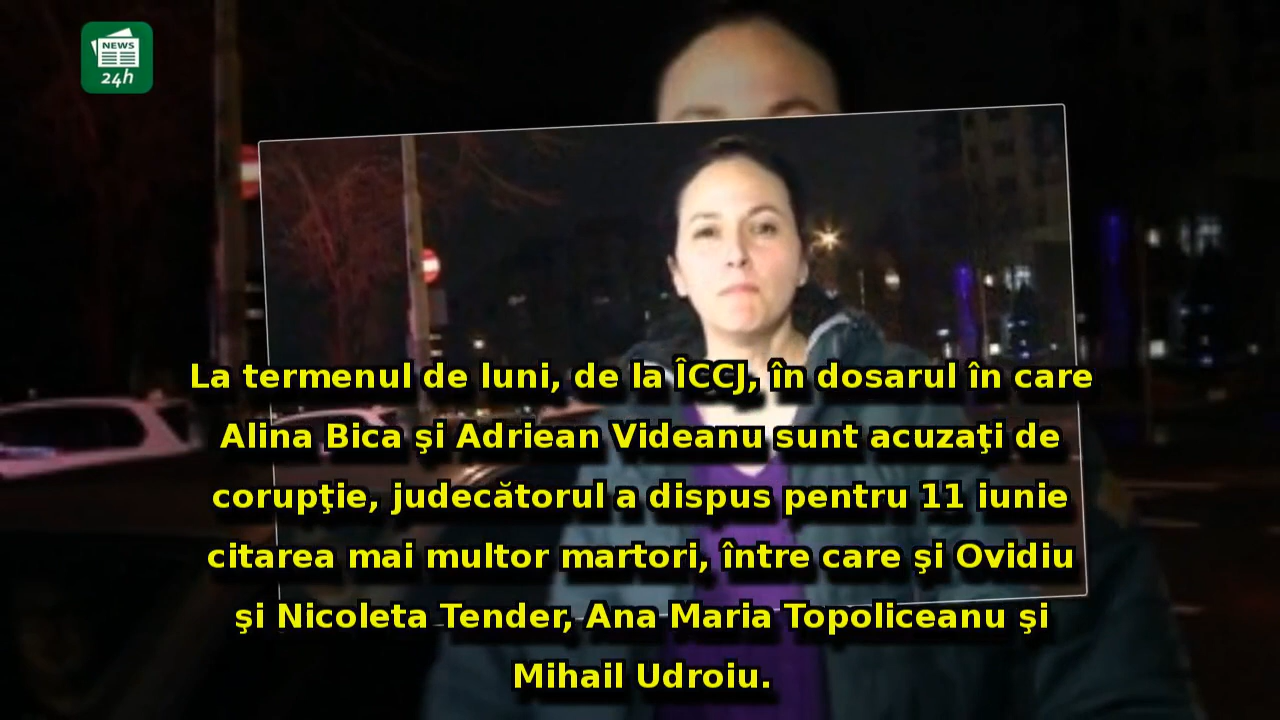 NEWS
24h
La termenul de luni, de la ÎCCJ, în dosarul în care
Alina Bica şi Adriean Videanu sunt acuzaţi de
corupţie, judecătorul a dispus pentru 11 iunie
citarea mai multor martori, între care şi Ovidiu
şi Nicoleta Tender, Ana Maria Topoliceanu şi
Mihail Udroiu.